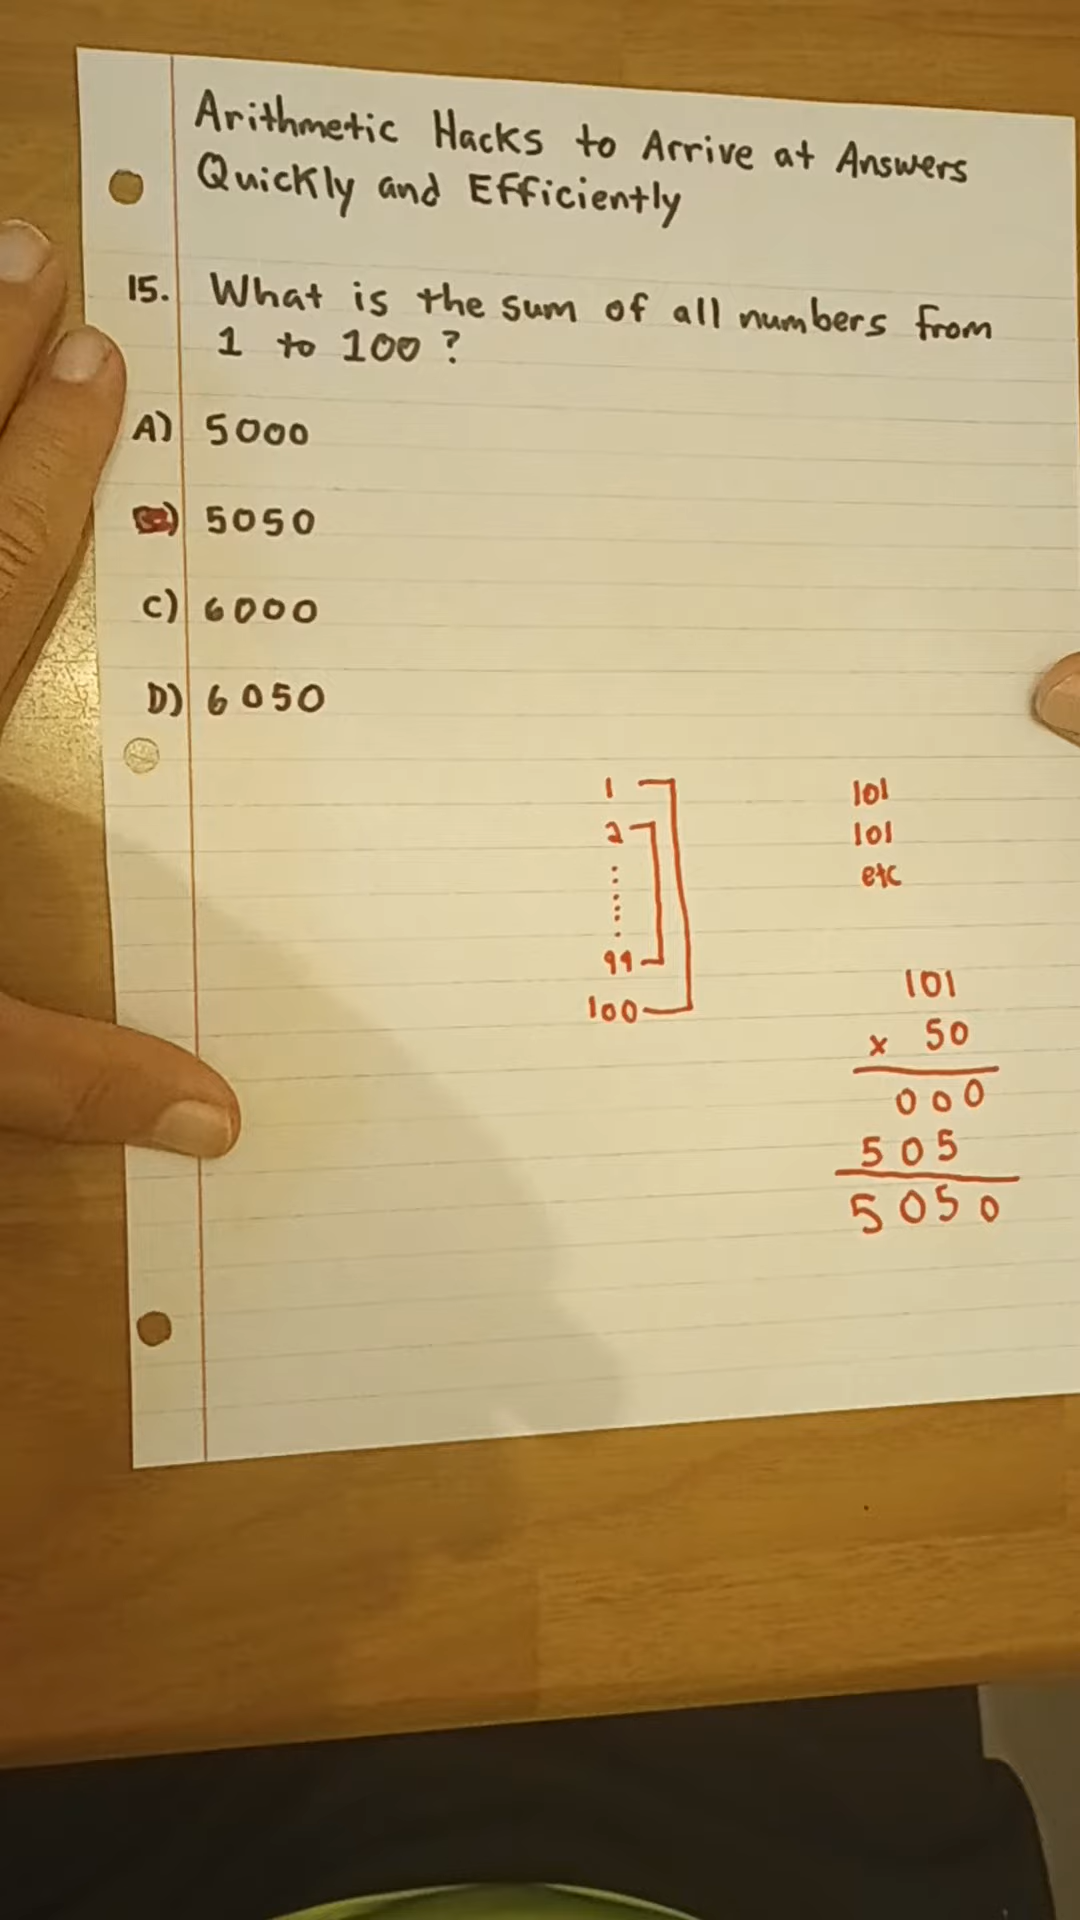 Arithmetic Hacks to Arrive at Answers
Quickly and Efficiently
15. What is the sum of all numbers from
1 to 100 ?
A) 5000
) 5050
C) 6000
D) 6050
1
2
......
99
100
101
101
etc
101
x 50
000
505
5050